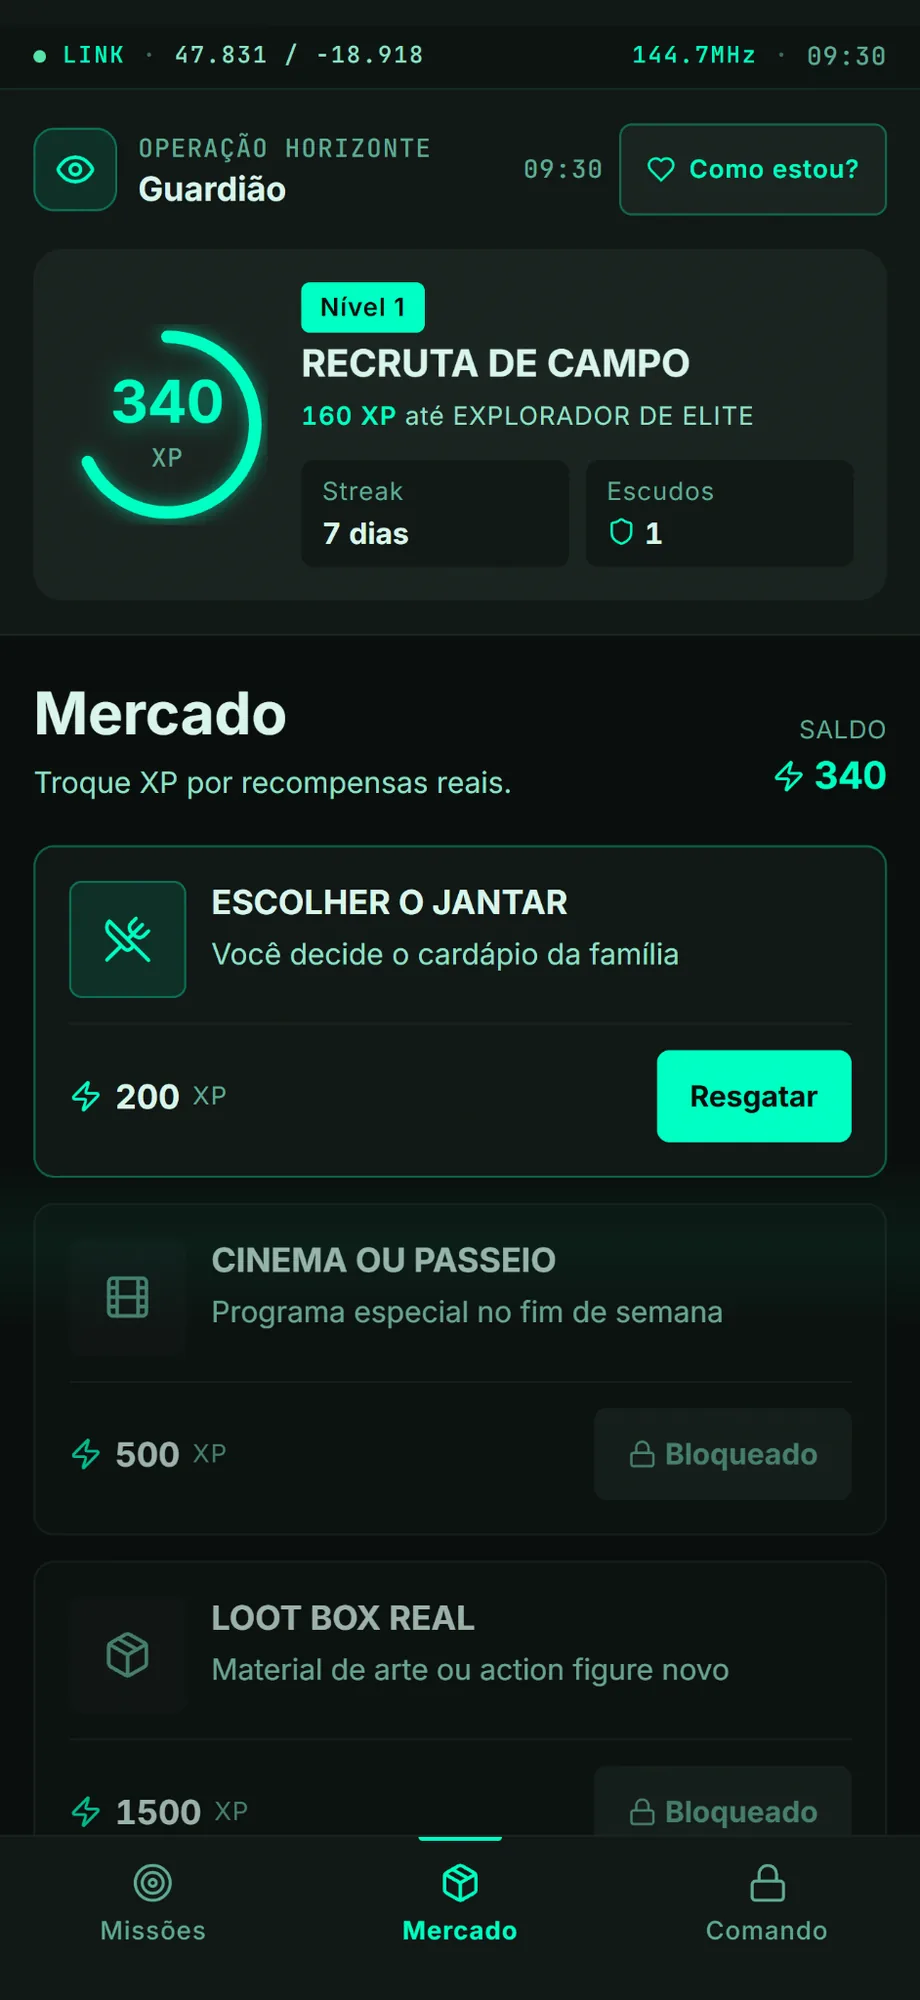 LINK · 47.831 / -18.918
144.7MHz · 09:30
OPERAÇÃO HORIZONTE
Guardião
09:30
Como estou?
340
XP
Nível 1
RECRUTA DE CAMPO
160 XP até EXPLORADOR DE ELITE
Streak
7 dias
Escudos
1
Mercado
Troque XP por recompensas reais.
SALDO
340
ESCOLHER O JANTAR
Você decide o cardápio da família
200 XP
Resgatar
CINEMA OU PASSEIO
Programa especial no fim de semana
500 XP
Bloqueado
LOOT BOX REAL
Material de arte ou action figure novo
1500 XP
Bloqueado
Missões
Mercado
Comando